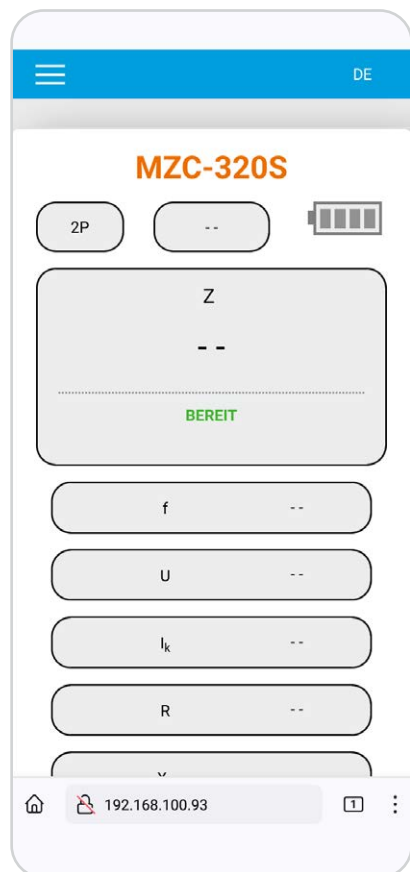 DE
MZC-320S
2P
--
Z
--
BEREIT
f --
U --
Ik --
R --
192.168.100.93
1